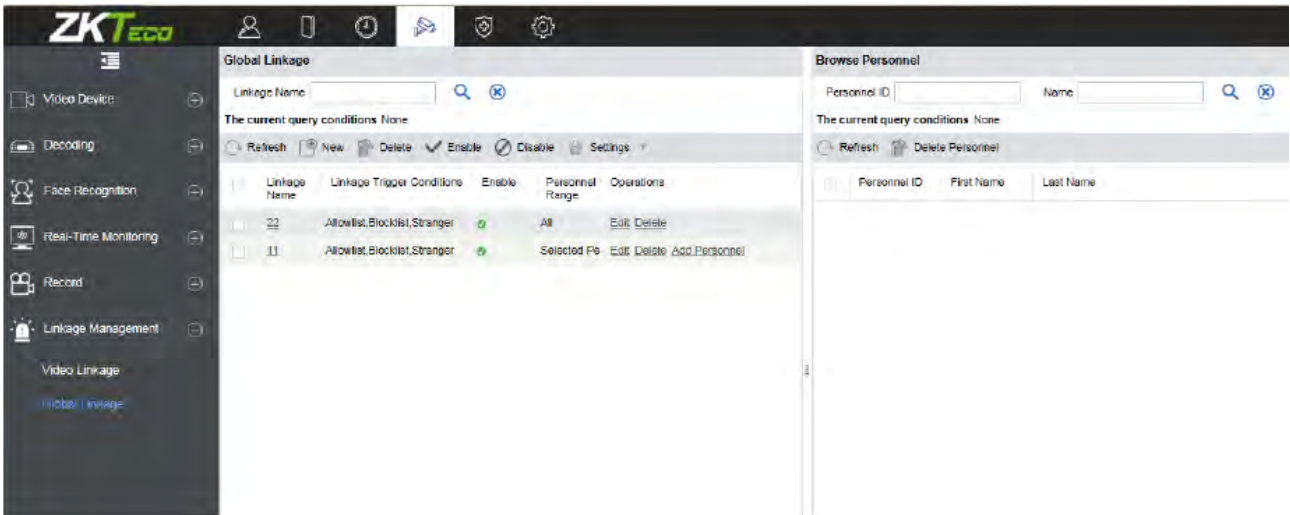 ZKTeco
Video Device
Decoding
Face Recognition
Real-Time Monitoring
Record
Linkage Management
Video Linkage
Global Linkage
Global Linkage
Linkage Name
The current query conditions None
Refresh New Delete Enable Disable Settings
Linkage Name Linkage Trigger Conditions Enable Personnel Range Operations
22 Allowlist,Blocklist,Stranger All Edit Delete
11 Allowlist,Blocklist,Stranger Selected Pe Edit Delete Add Personnel
Browse Personnel
Personnel ID Name
The current query conditions None
Refresh Delete Personnel
Personnel ID First Name Last Name